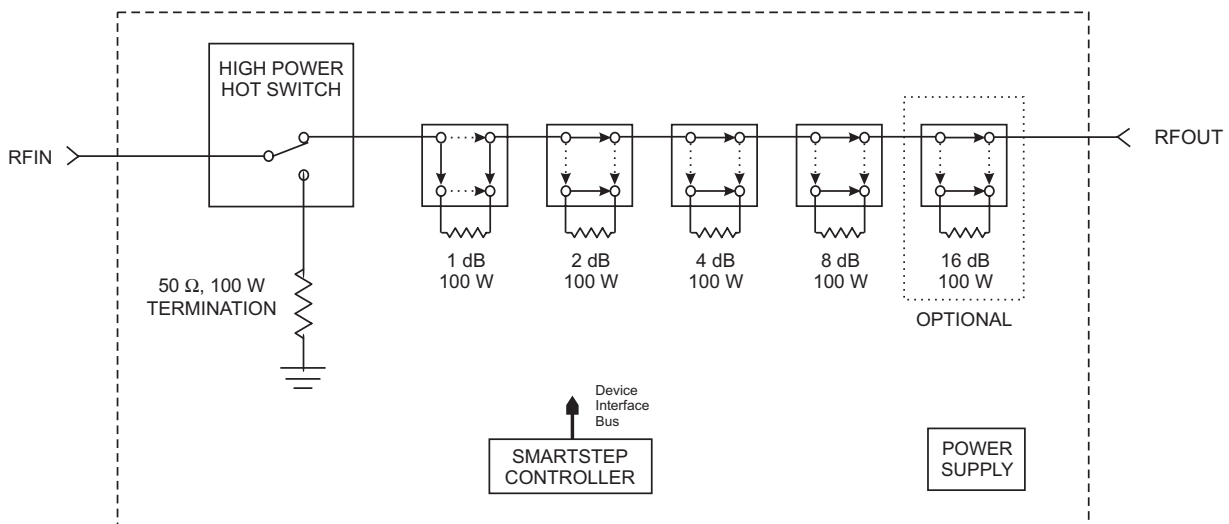 HIGH POWER
HOT SWITCH
RFIN
RFOUT
1 dB
100 W
2 dB
100 W
4 dB
100 W
8 dB
100 W
16 dB
100 W
50 Ω, 100 W
TERMINATION
OPTIONAL
Device
Interface
Bus
SMARTSTEP
CONTROLLER
POWER
SUPPLY